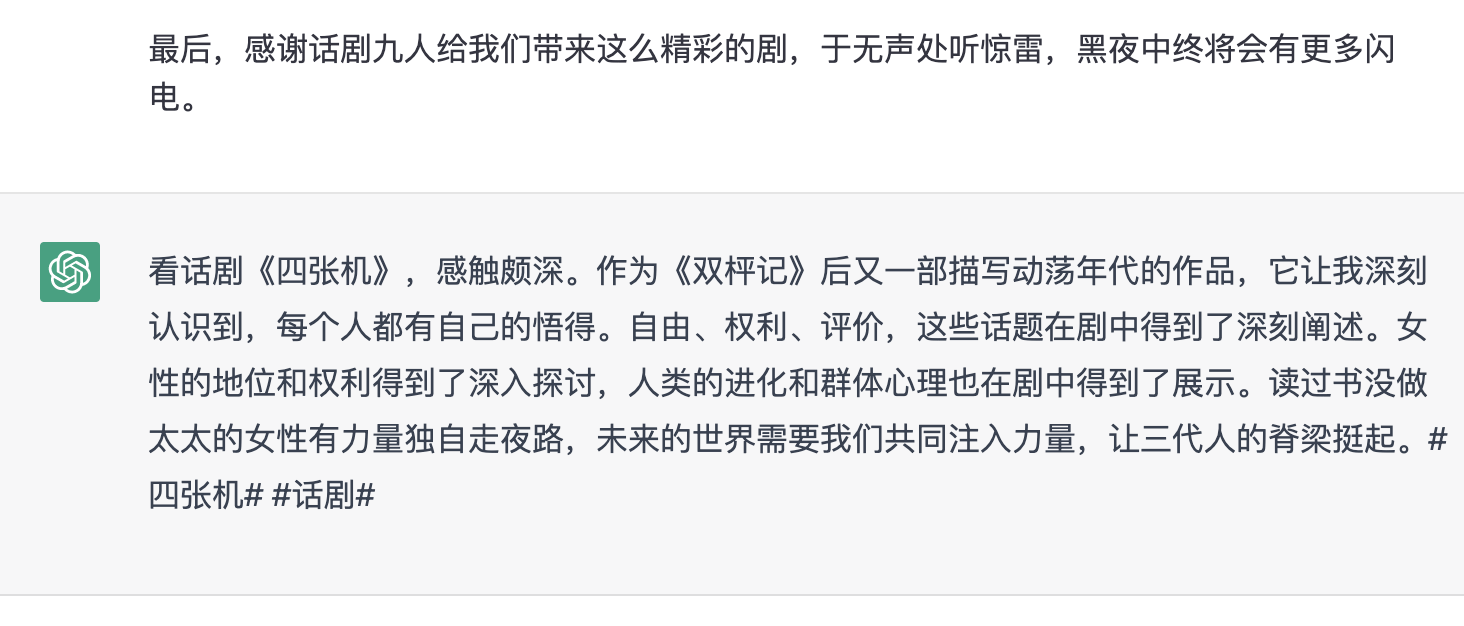 最后，感谢话剧九人给我们带来这么精彩的剧，于无声处听惊雷，黑夜中终将会有更多闪
电。
看话剧《四张机》，感触颇深。作为《双枰记》后又一部描写动荡年代的作品，它让我深刻
认识到，每个人都有自己的悟得。自由、权利、评价，这些话题在剧中得到了深刻阐述。女
性的地位和权利得到了深入探讨，人类的进化和群体心理也在剧中得到了展示。读过书没做
太太的女性有力量独自走夜路，未来的世界需要我们共同注入力量，让三代人的脊梁挺起。#
四张机# #话剧#